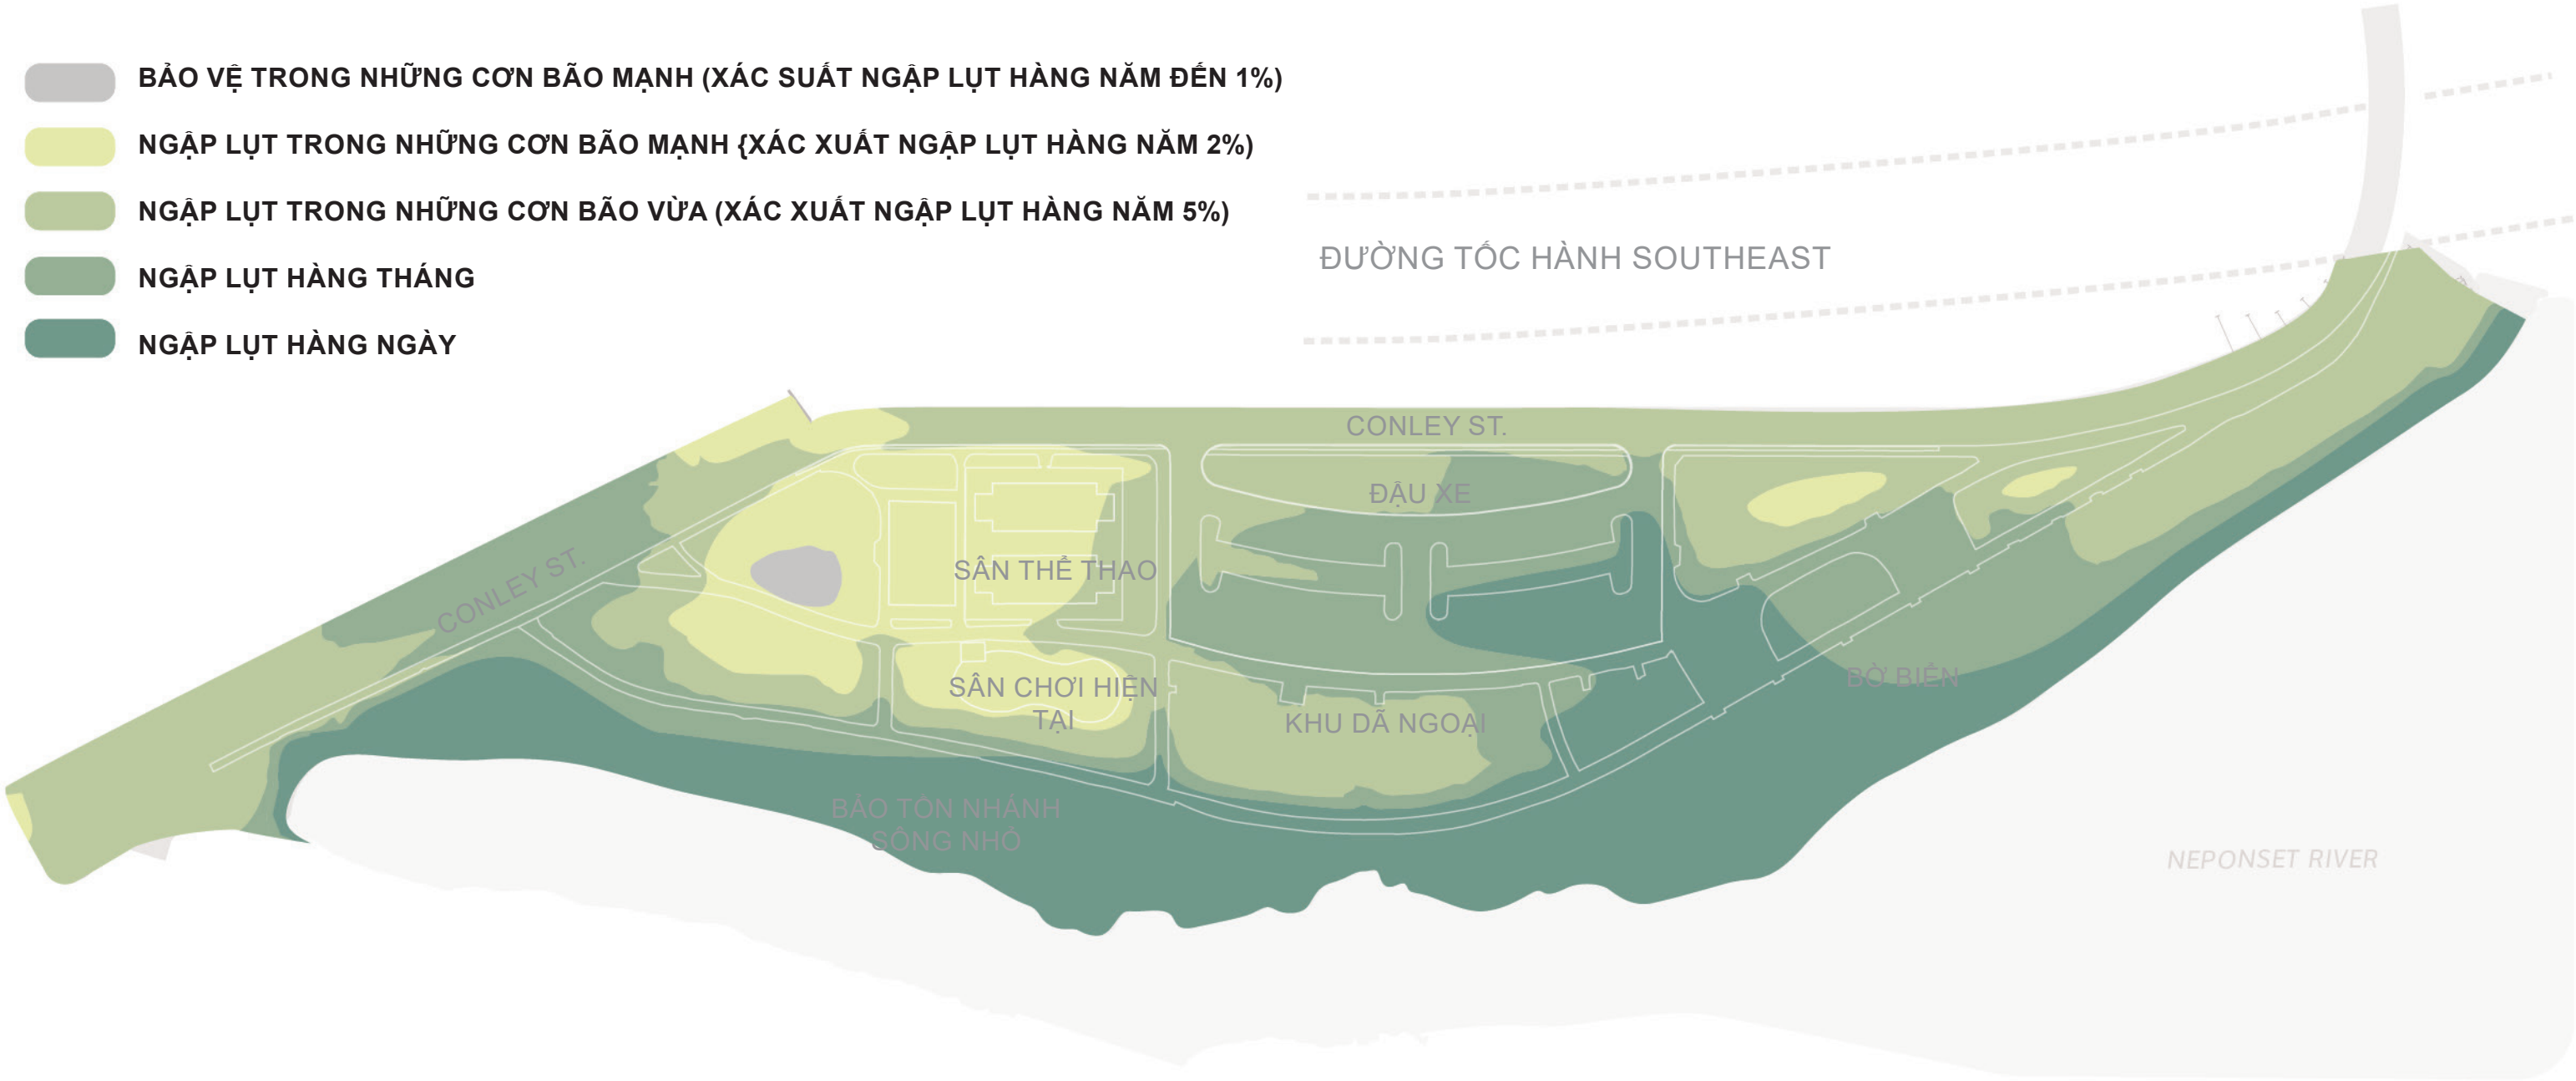 BẢO VỆ TRONG NHỮNG CƠN BÃO MẠNH (XÁC SUẤT NGẬP LỤT HÀNG NĂM ĐẾN 1%)
NGẬP LỤT TRONG NHỮNG CƠN BÃO MẠNH {XÁC XUẤT NGẬP LỤT HÀNG NĂM 2%)
NGẬP LỤT TRONG NHỮNG CƠN BÃO VỪA (XÁC XUẤT NGẬP LỤT HÀNG NĂM 5%)
NGẬP LỤT HÀNG THÁNG
NGẬP LỤT HÀNG NGÀY
ĐƯỜNG TỐC HÀNH SOUTHEAST
CONLEY ST.
ĐẬU XE
SÂN THỂ THAO
CONLEY ST.
SÂN CHƠI HIỆN
TẠI
KHU DÃ NGOẠI
BỜ BIỂN
BẢO TỒN NHÁNH
SÔNG NHỎ
NEPONSET RIVER